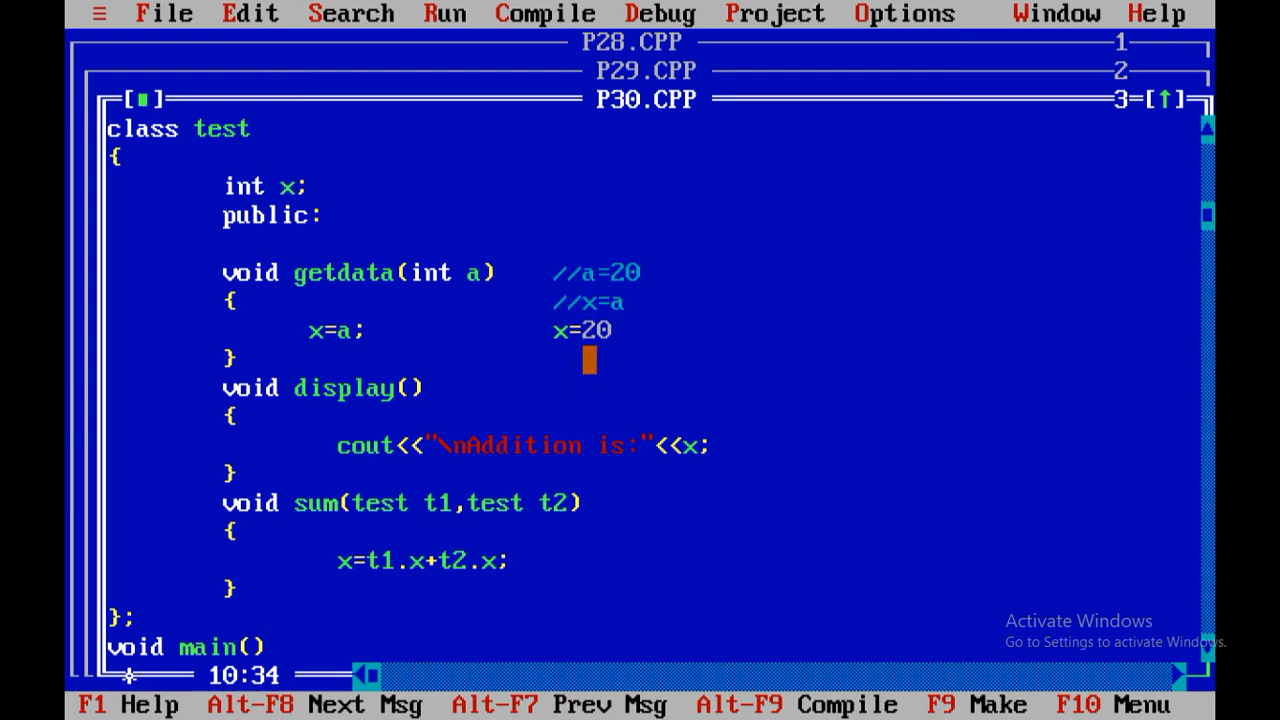 ≡ File Edit Search Run Compile Debug Project Options Window Help
P28.CPP 1
P29.CPP 2
[■] P30.CPP 3=[↑]
class test
{
int x;
public:
void getdata(int a) //a=20
{ //x=a
x=a; x=20
}
void display()
{
cout<<"\nAddition is:"<<x;
}
void sum(test t1,test t2)
{
x=t1.x+t2.x;
}
};
void main()
10:34
Activate Windows
Go to Settings to activate Windows.
F1 Help Alt-F8 Next Msg Alt-F7 Prev Msg Alt-F9 Compile F9 Make F10 Menu